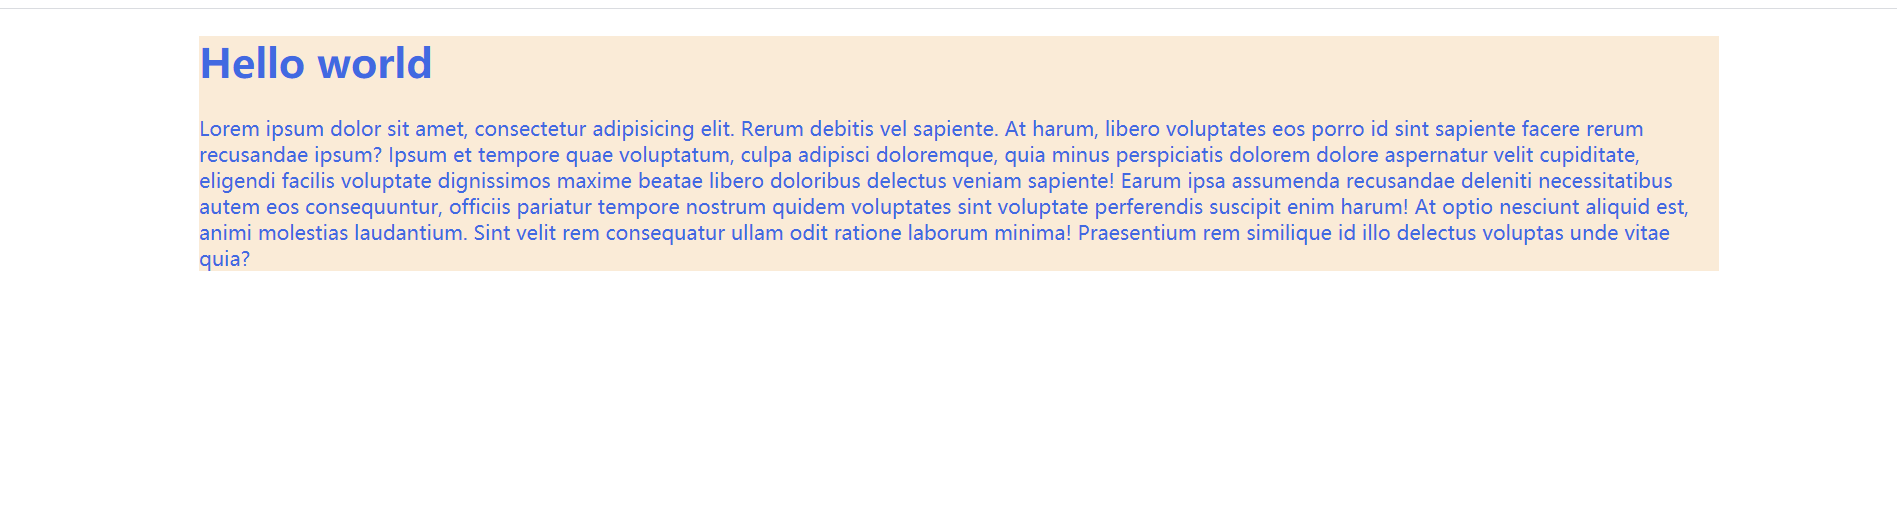 Hello world
Lorem ipsum dolor sit amet, consectetur adipisicing elit. Rerum debitis vel sapiente. At harum, libero voluptates eos porro id sint sapiente facere rerum
recusandae ipsum? Ipsum et tempore quae voluptatum, culpa adipisci doloremque, quia minus perspiciatis dolorem dolore aspernatur velit cupiditate,
eligendi facilis voluptate dignissimos maxime beatae libero doloribus delectus veniam sapiente! Earum ipsa assumenda recusandae deleniti necessitatibus
autem eos consequuntur, officiis pariatur tempore nostrum quidem voluptates sint voluptate perferendis suscipit enim harum! At optio nesciunt aliquid est,
animi molestias laudantium. Sint velit rem consequatur ullam odit ratione laborum minima! Praesentium rem similique id illo delectus voluptas unde vitae
quia?